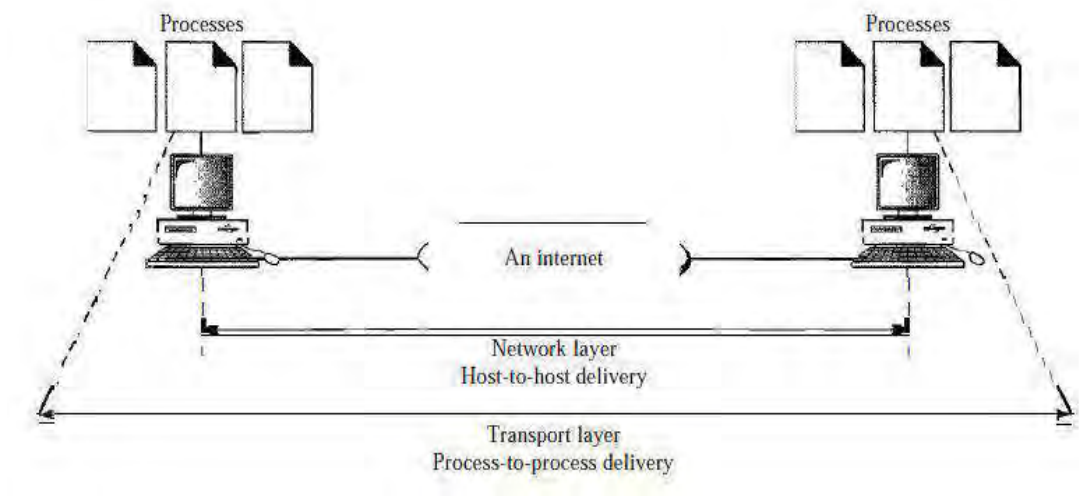 Processes
Processes
An internet
Network layer
Host-to-host delivery
Transport layer
Process-to-process delivery